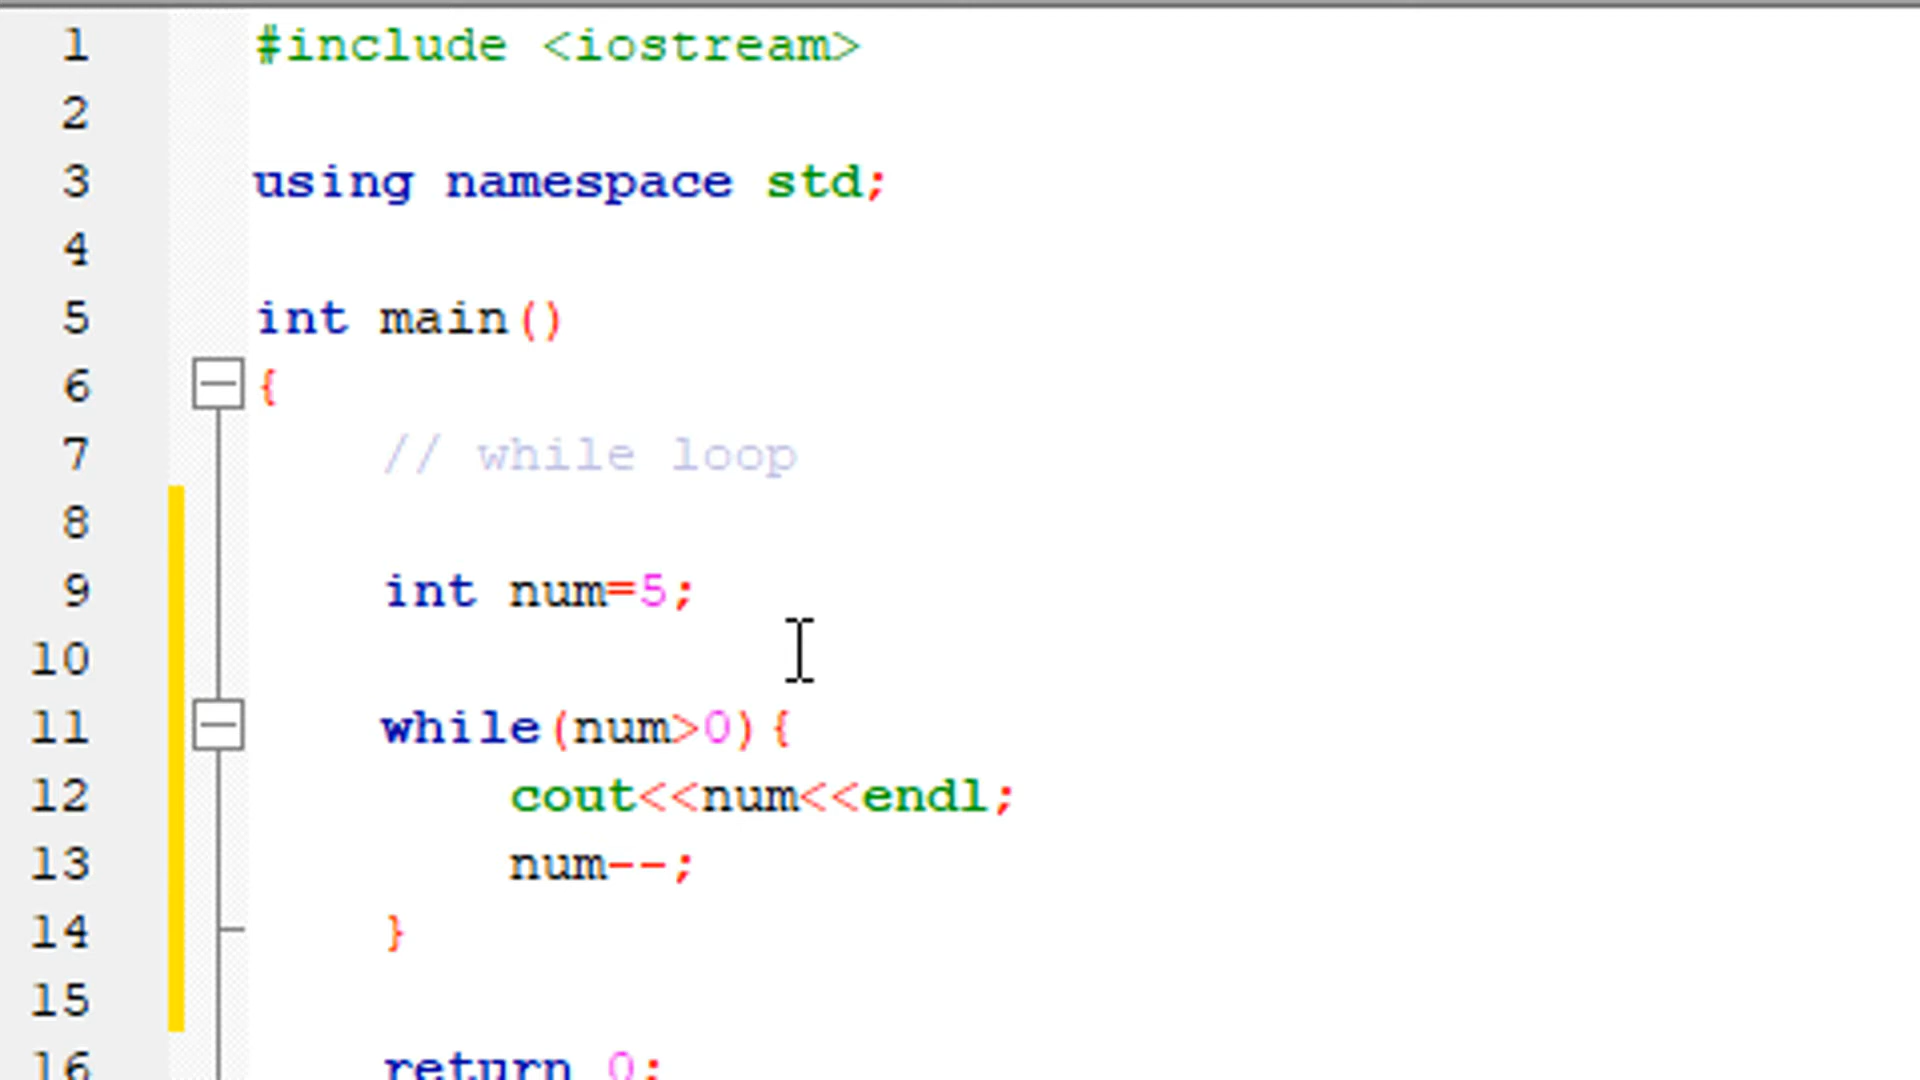 1 #include <iostream>
2
3 using namespace std;
4
5 int main()
6 {
7 // while loop
8
9 int num=5;
10
11 while(num>0){
12 cout<<num<<endl;
13 num--;
14 }
15
16 return 0;